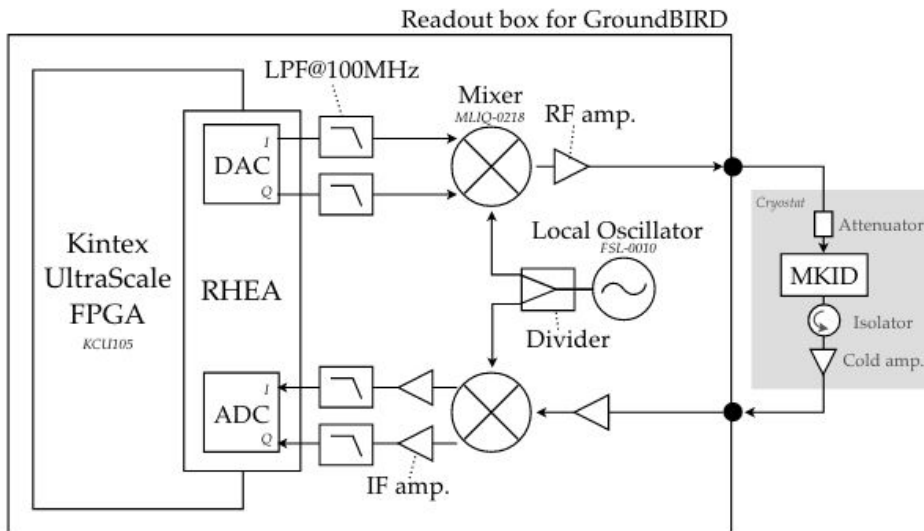 Readout box for GroundBIRD
LPF@100MHz
Mixer
MLIQ-0218
RF amp.
I
DAC
Q
Cryostat
Attenuator
Local Oscillator
FSL-0010
Kintex
UltraScale
FPGA
KCU105
RHEA
MKID
Divider
Isolator
Cold amp.
I
ADC
Q
IF amp.